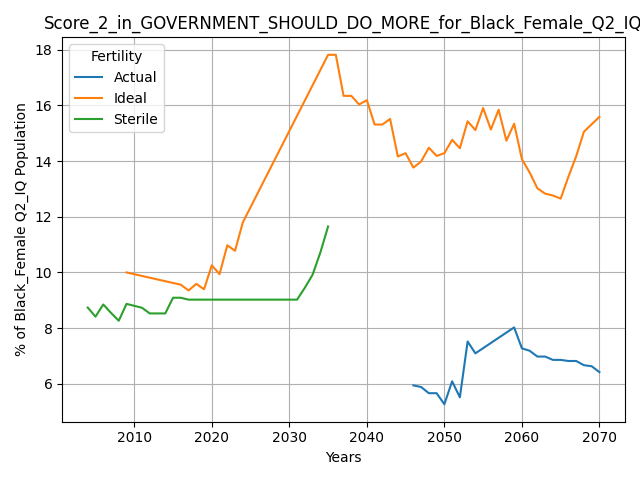 Score_2_in_GOVERNMENT_SHOULD_DO_MORE_for_Black_Female_Q2_IQ
Fertility
Actual
Ideal
Sterile
% of Black_Female Q2_IQ Population
18
16
14
12
10
8
6
2010 2020 2030 2040 2050 2060 2070
Years